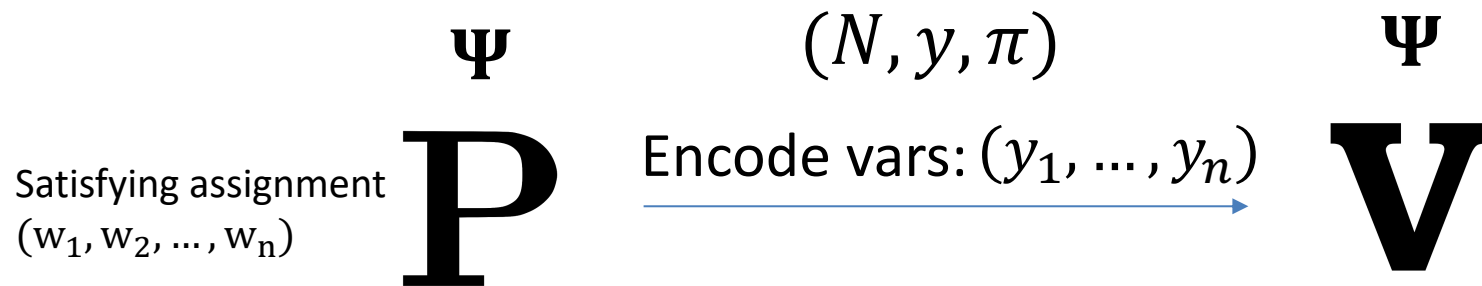 Ψ (N, y, π) Ψ
Satisfying assignment P Encode vars: (y₁, … , yₙ) V
(w₁, w₂, … , wₙ)